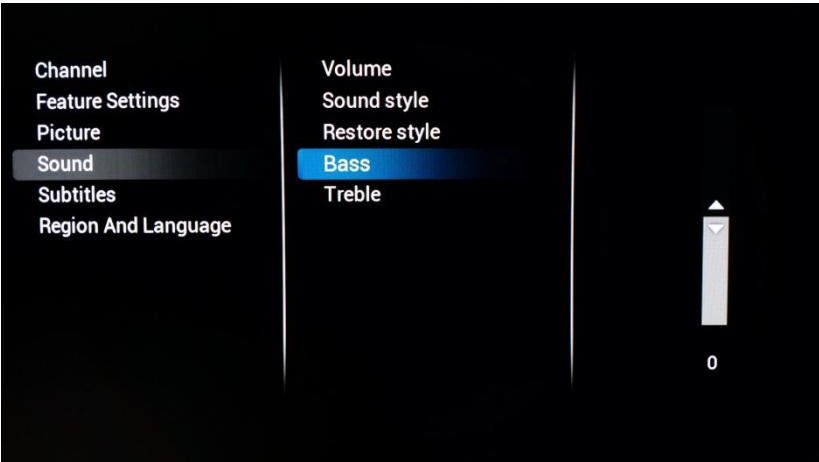 Channel
Feature Settings
Picture
Sound
Subtitles
Region And Language
Volume
Sound style
Restore style
Bass
Treble
0